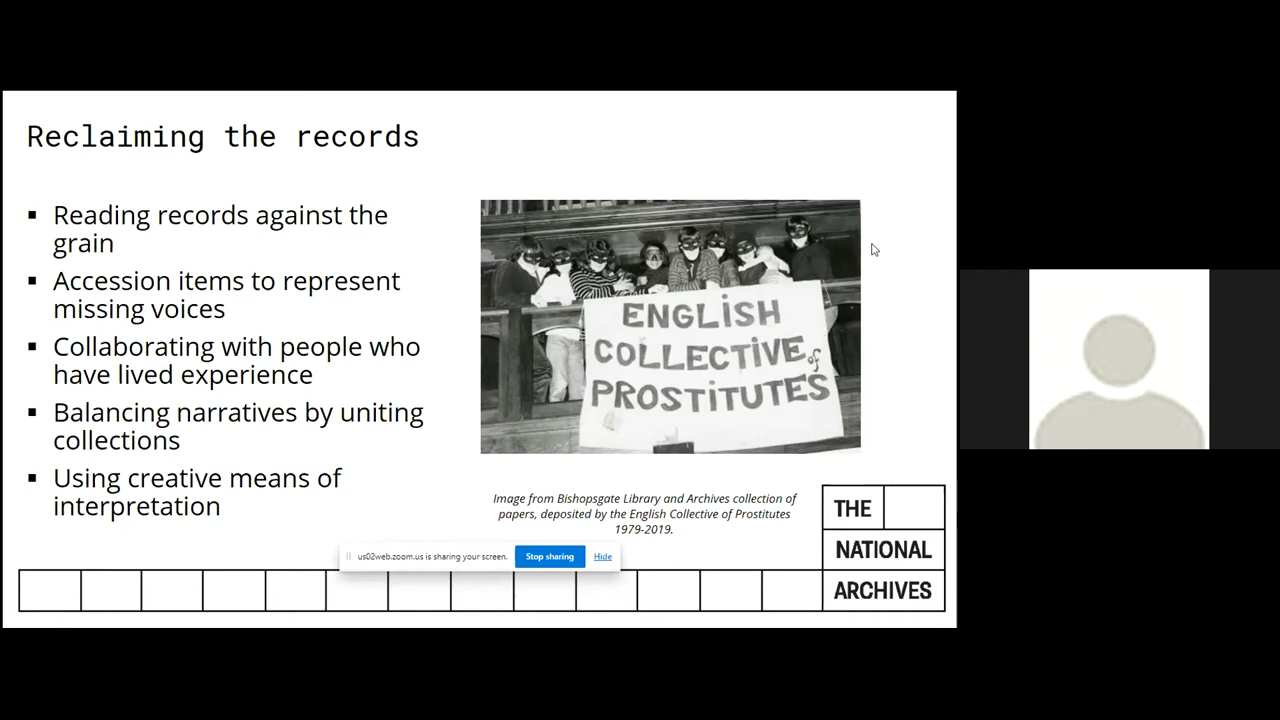 Reclaiming the records
▪ Reading records against the
grain
▪ Accession items to represent
missing voices
▪ Collaborating with people who
have lived experience
▪ Balancing narratives by uniting
collections
▪ Using creative means of
interpretation
ENGLiSH
COLLECTiVE of
PROSTiTUTES
Image from Bishopsgate Library and Archives collection of
papers, deposited by the English Collective of Prostitutes
1979-2019.
us02web.zoom.us is sharing your screen. Stop sharing Hide
THE
NATIONAL
ARCHIVES